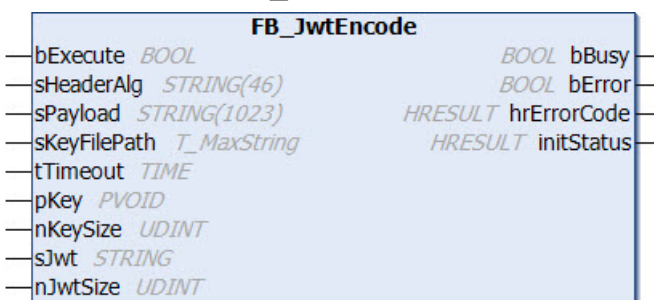 FB_JwtEncode
bExecute BOOL BOOL bBusy
sHeaderAlg STRING(46) BOOL bError
sPayload STRING(1023) HRESULT hrErrorCode
sKeyFilePath T_MaxString HRESULT initStatus
tTimeout TIME
pKey PVOID
nKeySize UDINT
sJwt STRING
nJwtSize UDINT